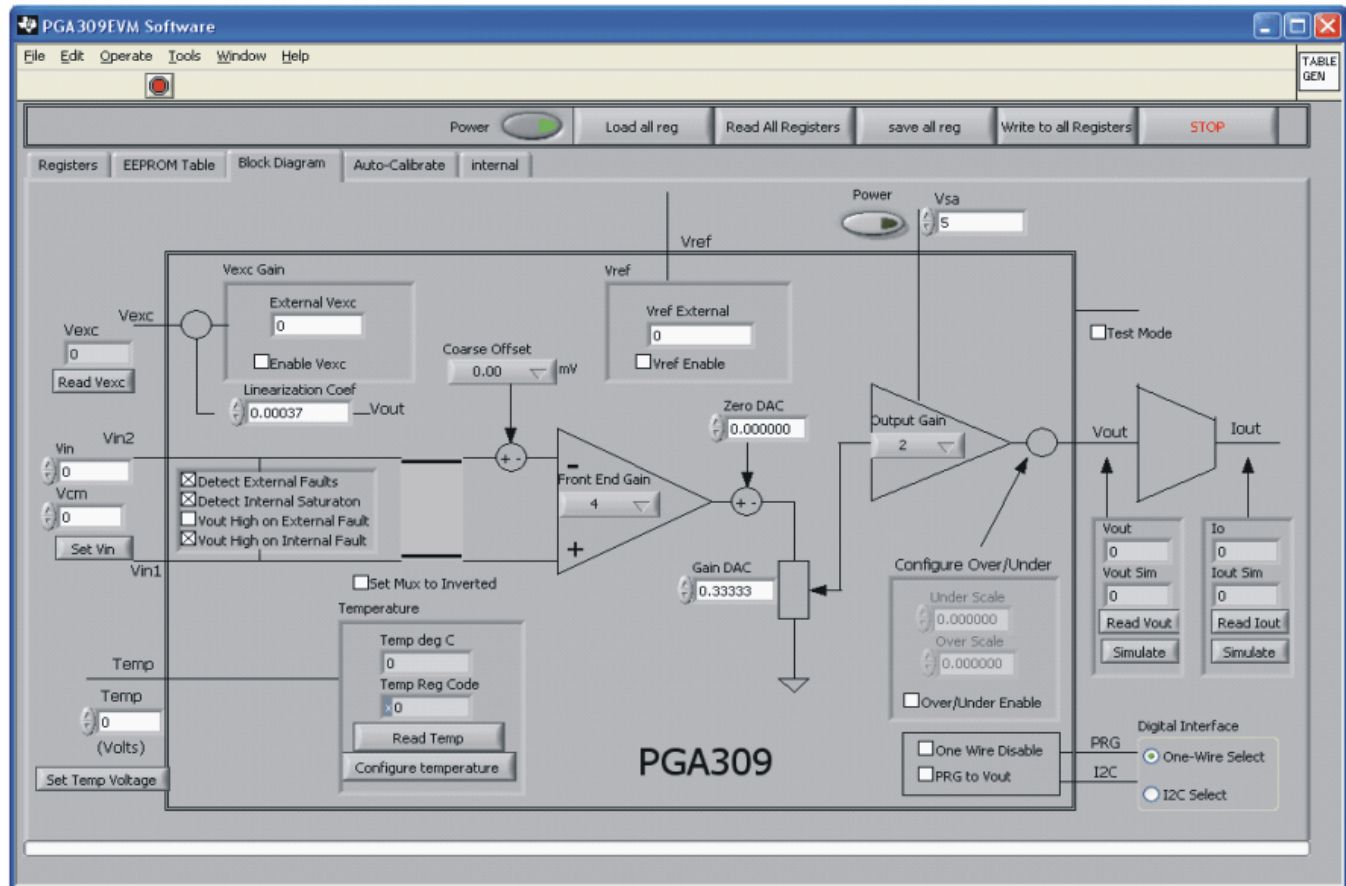 PGA309EVM Software
File Edit Operate Tools Window Help
TABLE
GEN
Power Load all reg Read All Registers save all reg Write to all Registers STOP
Registers EEPROM Table Block Diagram Auto-Calibrate internal
Power Vsa
5
Vref
Vexc Gain
External Vexc
0
Enable Vexc
Linearization Coef
0.00037 Vout
Vexc
Vexc
0
Read Vexc
Vref
Vref External
0
Vref Enable
Test Mode
Coarse Offset
0.00 mV
Zero DAC
0.000000
Output Gain
2
Vout Iout
Vin2
Vin
0
Vcm
0
Set Vin
Vin1
Detect External Faults
Detect Internal Saturaton
Vout High on External Fault
Vout High on Internal Fault
+ -
-
Front End Gain
4
+
+ -
Set Mux to Inverted
Gain DAC
0.33333
Configure Over/Under
Under Scale
0.000000
Over Scale
0.000000
Over/Under Enable
Vout
0
Vout Sim
0
Read Vout
Simulate
Io
0
Iout Sim
0
Read Iout
Simulate
Temperature
Temp deg C
0
Temp Reg Code
x0
Read Temp
Configure temperature
Temp
Temp
0
(Volts)
Set Temp Voltage
PGA309
One Wire Disable
PRG to Vout
PRG
I2C
Digital Interface
One-Wire Select
I2C Select